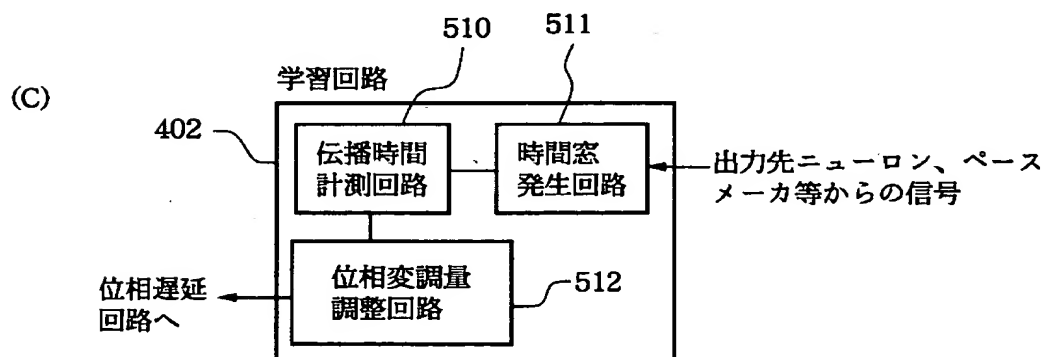 510
511
(C)
学習回路
402
伝播時間
計測回路
時間窓
発生回路
出力先ニューロン、ペース
メーカ等からの信号
位相変調量
調整回路
512
位相遅延
回路へ